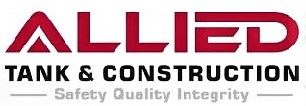 ALLIED
TANK & CONSTRUCTION
Safety Quality Integrity